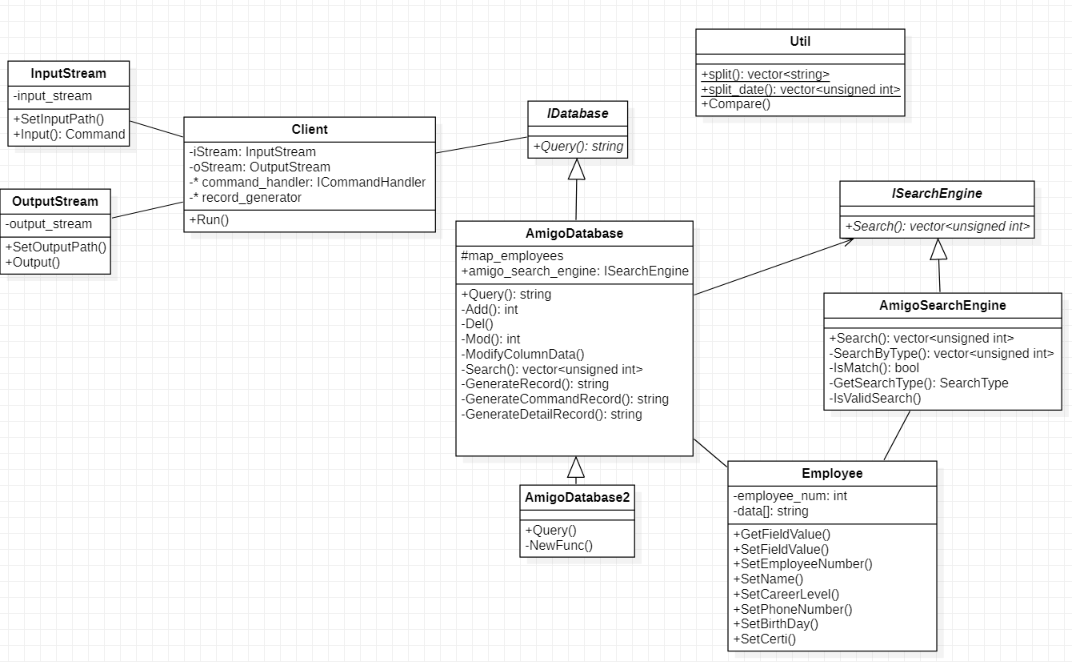 Util
+split(): vector<string>
+split_date(): vector<unsigned int>
+Compare()
InputStream
-input_stream
+SetInputPath()
+Input(): Command
Client
-iStream: InputStream
-oStream: OutputStream
-* command_handler: ICommandHandler
-* record_generator
+Run()
IDatabase
+Query(): string
OutputStream
-output_stream
+SetOutputPath()
+Output()
ISearchEngine
+Search(): vector<unsigned int>
AmigoDatabase
#map_employees
+amigo_search_engine: ISearchEngine
+Query(): string
-Add(): int
-Del()
-Mod(): int
-ModifyColumnData()
-Search(): vector<unsigned int>
-GenerateRecord(): string
-GenerateCommandRecord(): string
-GenerateDetailRecord(): string
AmigoSearchEngine
+Search(): vector<unsigned int>
-SearchByType(): vector<unsigned int>
-IsMatch(): bool
-GetSearchType(): SearchType
-IsValidSearch()
AmigoDatabase2
+Query()
-NewFunc()
Employee
-employee_num: int
-data[]: string
+GetFieldValue()
+SetFieldValue()
+SetEmployeeNumber()
+SetName()
+SetCareerLevel()
+SetPhoneNumber()
+SetBirthDay()
+SetCerti()